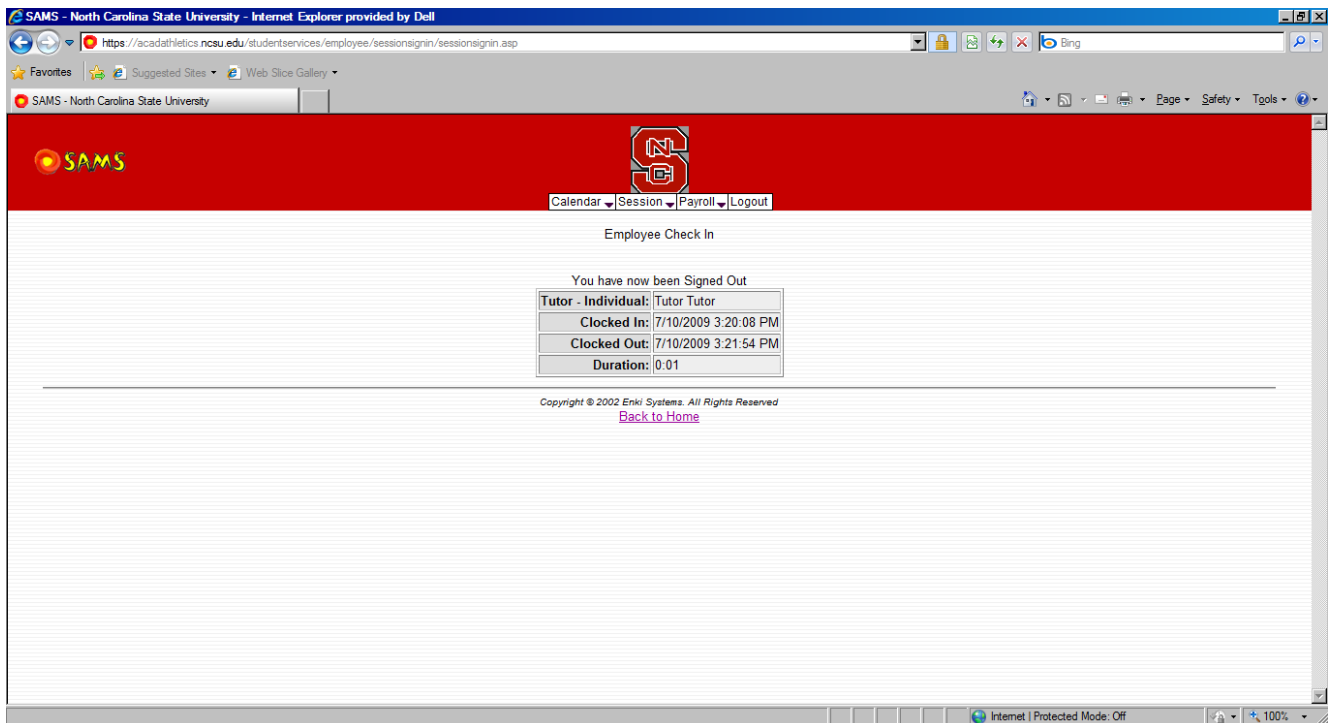 SAMS - North Carolina State University - Internet Explorer provided by Dell
https://acadathletics.ncsu.edu/studentservices/employee/sessionsignin/sessionsignin.asp Bing
Favorites Suggested Sites Web Slice Gallery
SAMS - North Carolina State University Page Safety Tools
SAMS NCS
Calendar Session Payroll Logout
Employee Check In
You have now been Signed Out
Tutor - Individual: Tutor Tutor
Clocked In: 7/10/2009 3:20:08 PM
Clocked Out: 7/10/2009 3:21:54 PM
Duration: 0:01
Copyright © 2002 Enki Systems. All Rights Reserved
Back to Home
Internet | Protected Mode: Off 100%